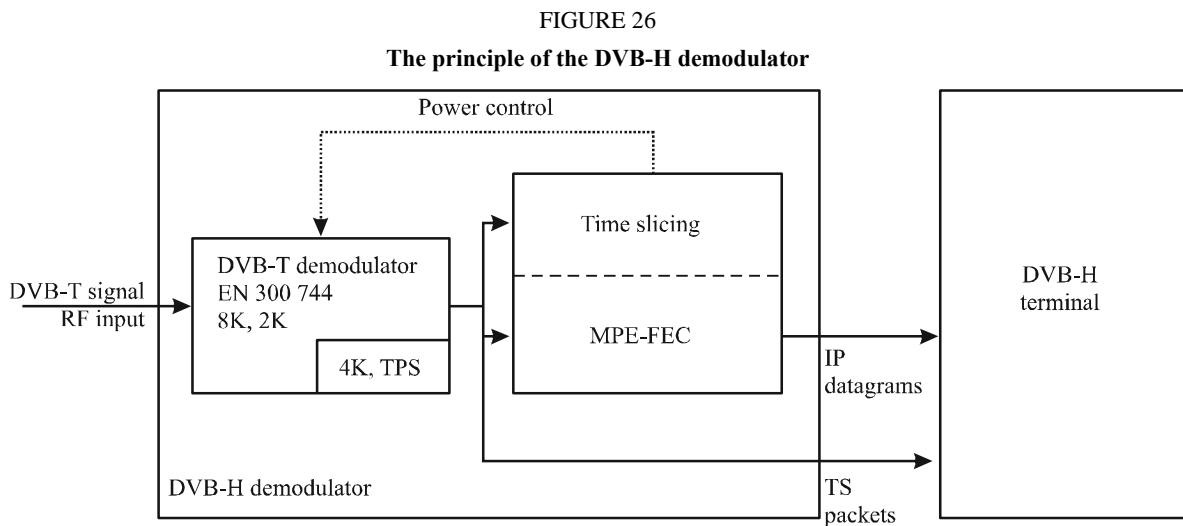 FIGURE 26
The principle of the DVB-H demodulator
Power control
Time slicing
DVB-T demodulator
EN 300 744
8K, 2K
4K, TPS
DVB-T signal
RF input
MPE-FEC
DVB-H
terminal
IP
datagrams
DVB-H demodulator
TS
packets